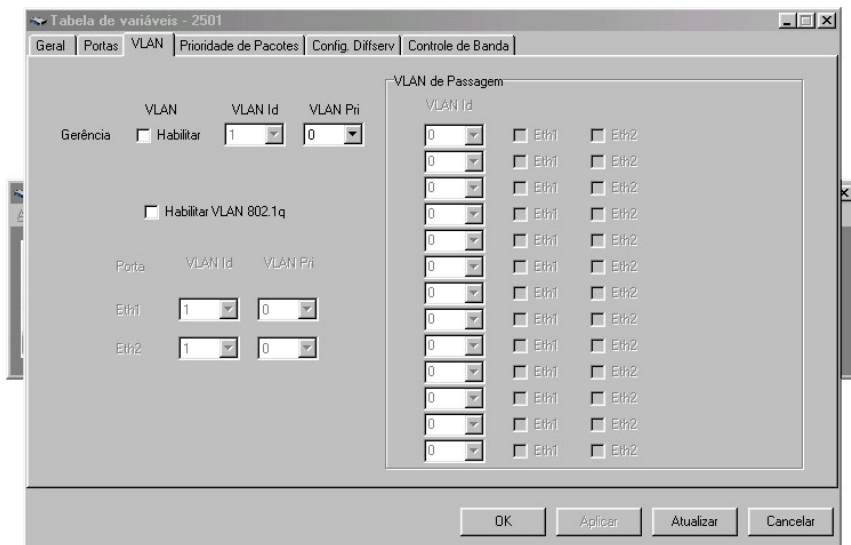 Tabela de variáveis - 2501
Geral Portas VLAN Prioridade de Pacotes Config. Diffserv Controle de Banda
VLAN de Passagem
VLAN VLAN Id VLAN Pri
Gerência Habilitar 1 0
Habilitar VLAN 802.1q
Porta VLAN Id VLAN Pri
Eth1 1 0
Eth2 1 0
VLAN Id
0 Eth1 Eth2
0 Eth1 Eth2
0 Eth1 Eth2
0 Eth1 Eth2
0 Eth1 Eth2
0 Eth1 Eth2
0 Eth1 Eth2
0 Eth1 Eth2
0 Eth1 Eth2
0 Eth1 Eth2
0 Eth1 Eth2
0 Eth1 Eth2
0 Eth1 Eth2
OK Aplicar Atualizar Cancelar